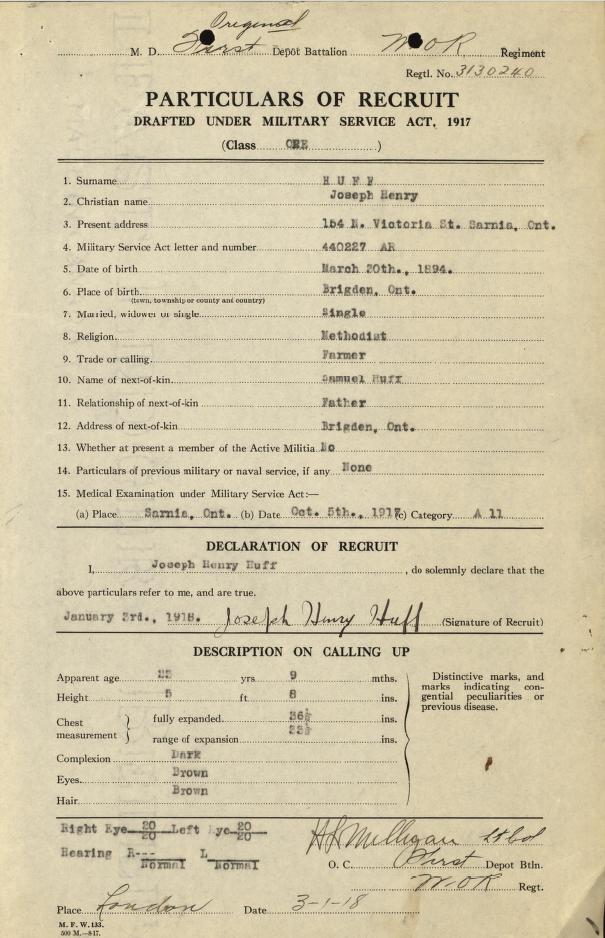 Original
M. D. First Depot Battalion W O R Regiment
Regtl. No. 3130240
PARTICULARS OF RECRUIT
DRAFTED UNDER MILITARY SERVICE ACT, 1917
(Class ONE )
1. Surname H U F F
2. Christian name Joseph Henry
3. Present address 154 N. Victoria St. Sarnia, Ont.
4. Military Service Act letter and number 440227 AR
5. Date of birth March 20th., 1894.
6. Place of birth Brigden, Ont.
(town, township or county and country)
7. Married, widower or single Single
8. Religion Methodist
9. Trade or calling Farmer
10. Name of next-of-kin Samuel Huff
11. Relationship of next-of-kin Father
12. Address of next-of-kin Brigden, Ont.
13. Whether at present a member of the Active Militia No
14. Particulars of previous military or naval service, if any None
15. Medical Examination under Military Service Act:—
(a) Place Sarnia, Ont. (b) Date Oct. 5th., 1917 (c) Category A 11
DECLARATION OF RECRUIT
I, Joseph Henry Huff , do solemnly declare that the
above particulars refer to me, and are true.
January 3rd., 1918. Joseph Henry Huff (Signature of Recruit)
DESCRIPTION ON CALLING UP
Apparent age 23 yrs 9 mths.
Height 5 ft. 8 ins.
Chest measurement } fully expanded 36½ ins.
range of expansion 33½ ins.
Complexion Dark
Eyes Brown
Hair Brown
Distinctive marks, and
marks indicating con-
genital peculiarities or
previous disease.
Right Eye 20/20 Left Eye 20/20
Hearing R--- Normal L Normal
H L Milligan Lt Col
O. C. First Depot Btln.
W. O R Regt.
Place London Date 3-1-18
M. F. W. 133.
500 M.—8-17.